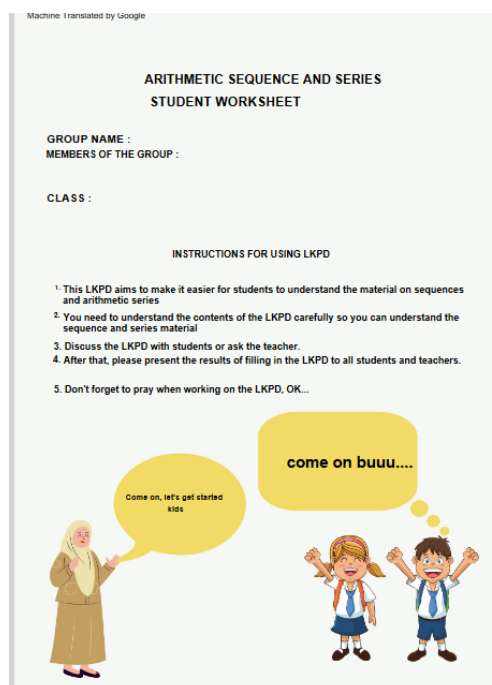 Machine Translated by Google
ARITHMETIC SEQUENCE AND SERIES
STUDENT WORKSHEET
GROUP NAME :
MEMBERS OF THE GROUP :
CLASS :
INSTRUCTIONS FOR USING LKPD
1. This LKPD aims to make it easier for students to understand the material on sequences
and arithmetic series
2. You need to understand the contents of the LKPD carefully so you can understand the
sequence and series material
3. Discuss the LKPD with students or ask the teacher.
4. After that, please present the results of filling in the LKPD to all students and teachers.
5. Don't forget to pray when working on the LKPD, OK...
come on buuu....
Come on, let's get started
kids